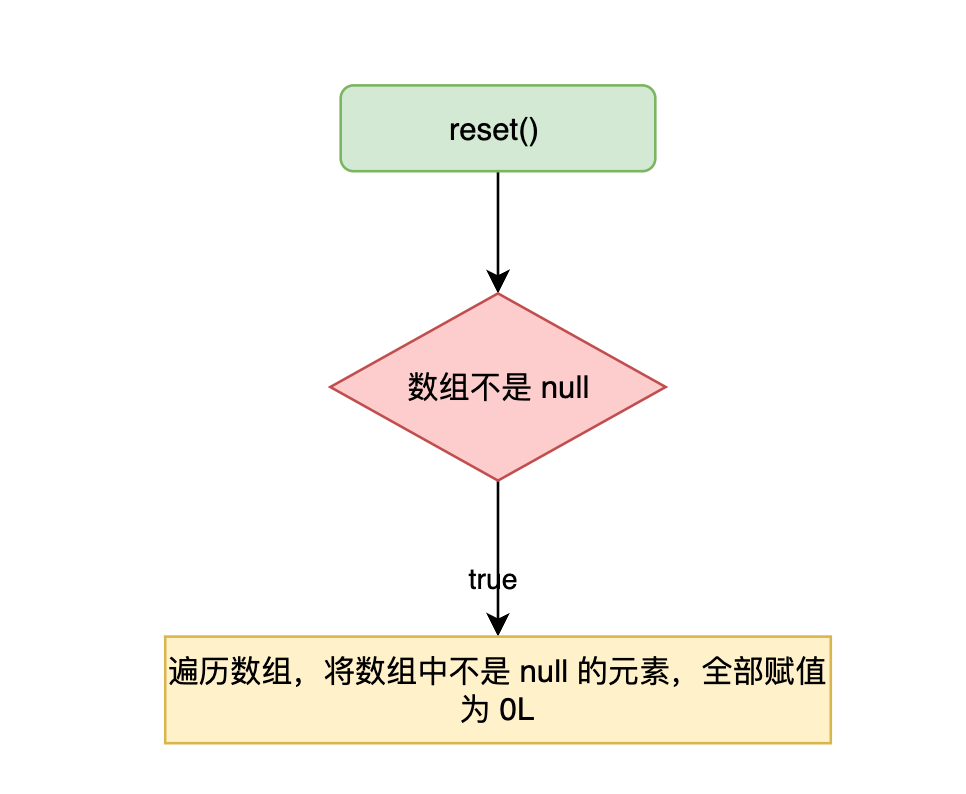 reset()
数组不是 null
true
遍历数组，将数组中不是 null 的元素，全部赋值
为 0L